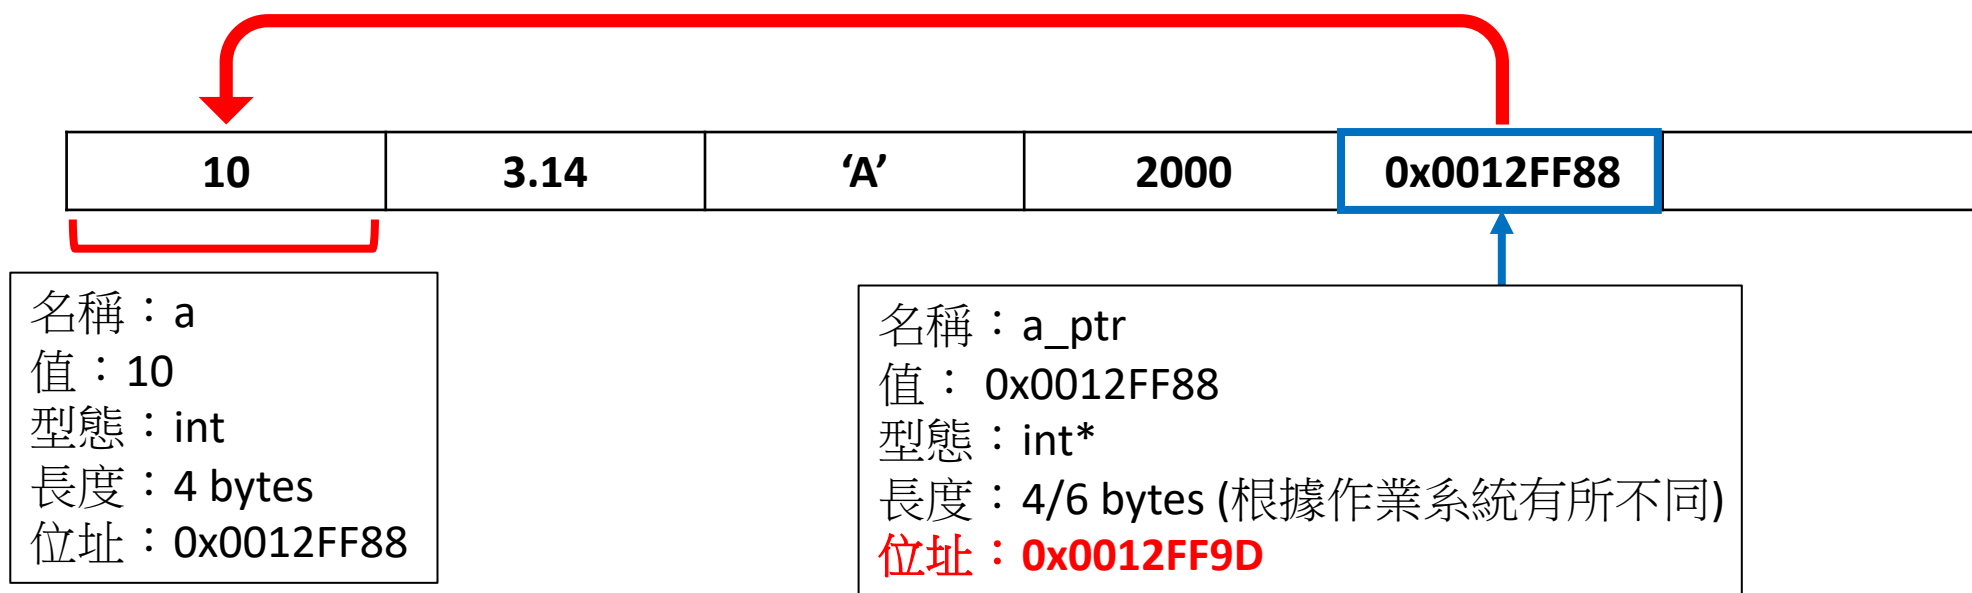 10 3.14 ‘A’ 2000 0x0012FF88
名稱：a
值：10
型態：int
長度：4 bytes
位址：0x0012FF88
名稱：a_ptr
值： 0x0012FF88
型態：int*
長度：4/6 bytes (根據作業系統有所不同)
位址：0x0012FF9D